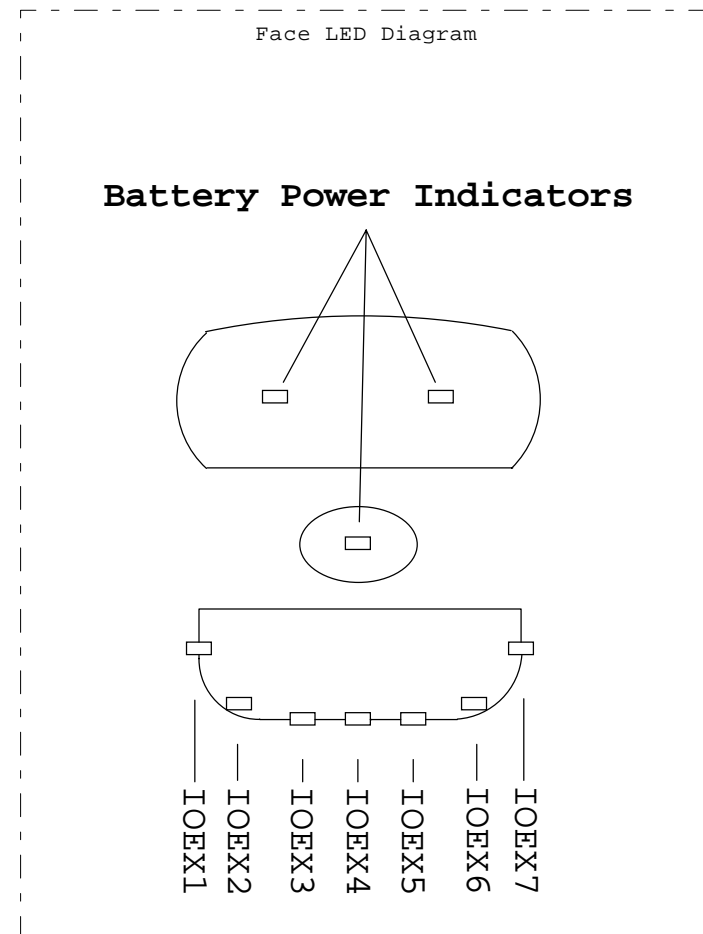 Face LED Diagram
Battery Power Indicators
IOEX1
IOEX2
IOEX3
IOEX4
IOEX5
IOEX6
IOEX7